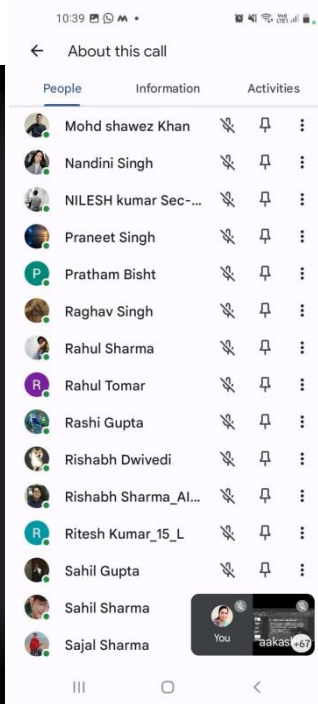 10:39
About this call
People Information Activities
Mohd shawez Khan
Nandini Singh
NILESH kumar Sec-...
Praneet Singh
P Pratham Bisht
Raghav Singh
Rahul Sharma
R Rahul Tomar
Rashi Gupta
Rishabh Dwivedi
Rishabh Sharma_AI...
R Ritesh Kumar_15_L
Sahil Gupta
Sahil Sharma
Sajal Sharma
You aakash +67